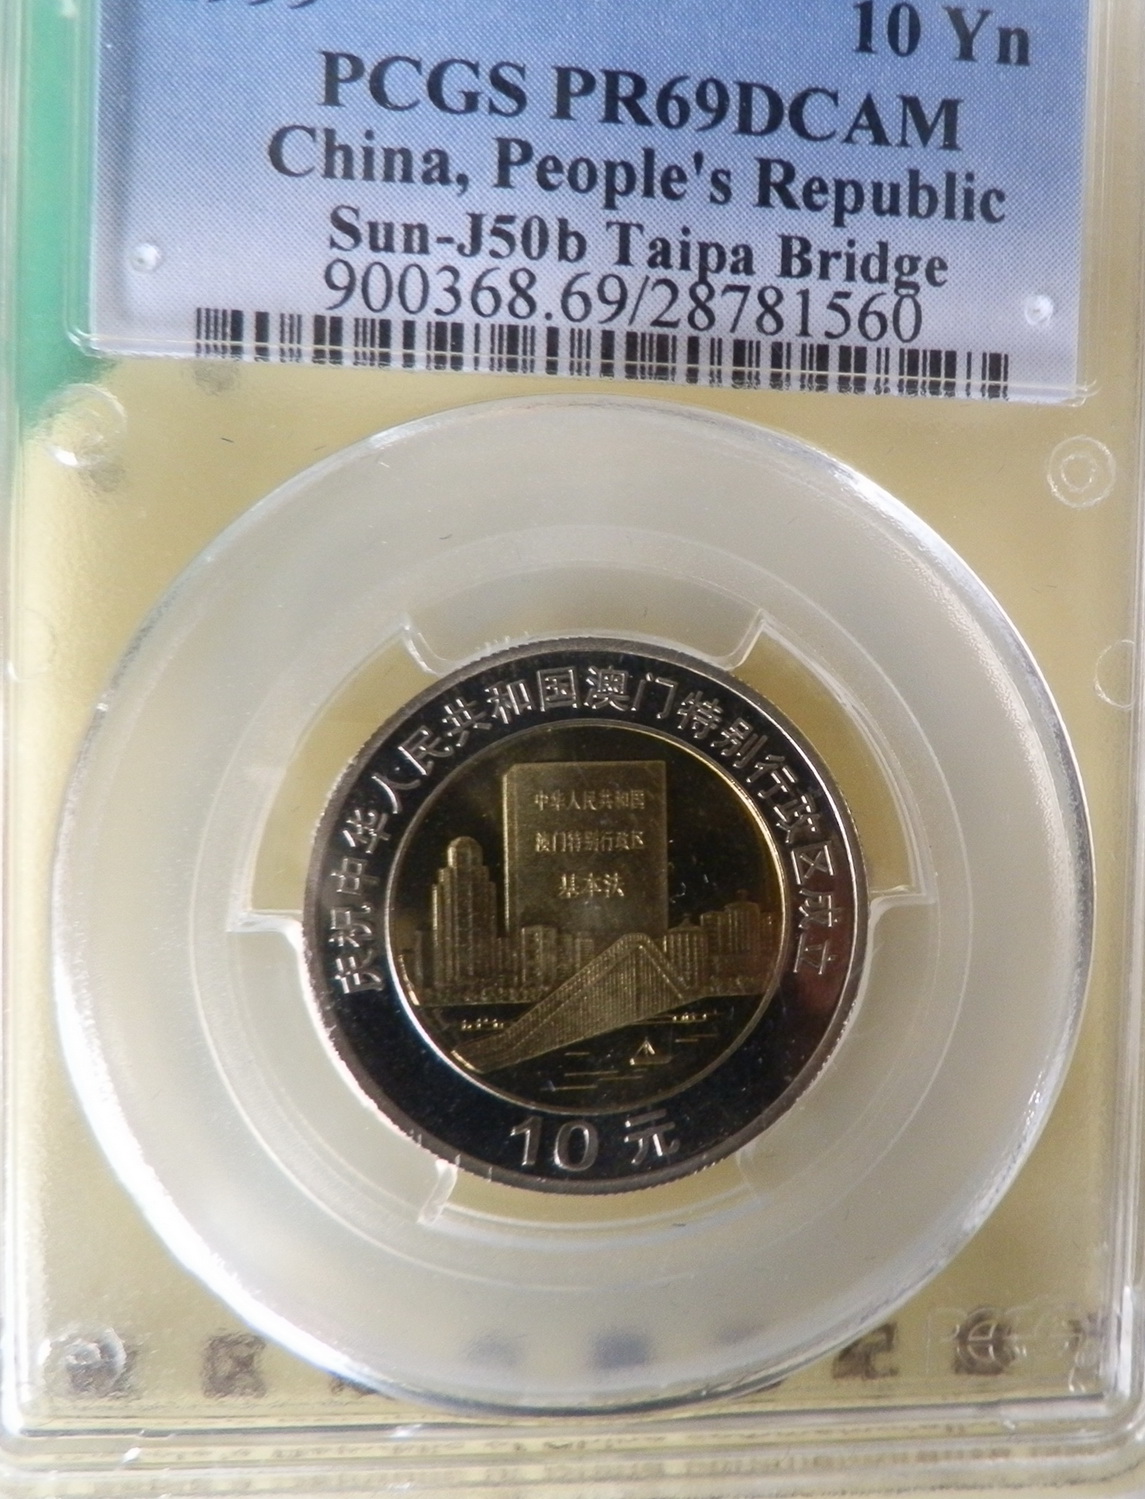 10 Yn
PCGS PR69DCAM
China, People's Republic
Sun-J50b Taipa Bridge
900368.69/28781560
庆祝中华人民共和国澳门特别行政区成立
中华人民共和国
澳门特别行政区
基本法
10 元